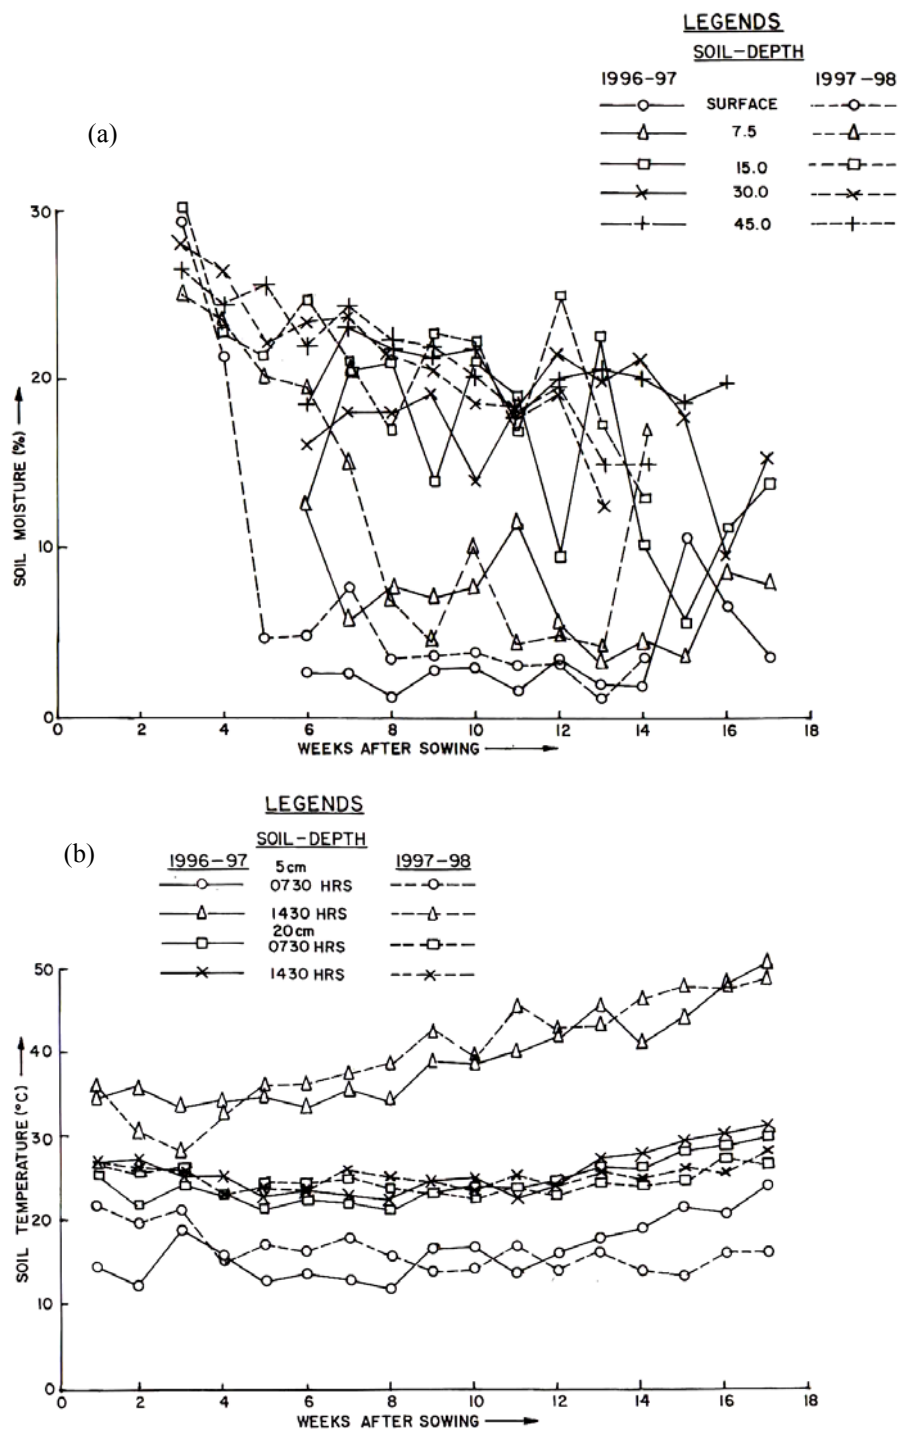 LEGENDS
SOIL-DEPTH
1996-97 1997-98
SURFACE
7.5
15.0
30.0
45.0
(a)
30
20
10
0
SOIL MOISTURE (%)
0 2 4 6 8 10 12 14 16 18
WEEKS AFTER SOWING
LEGENDS
SOIL-DEPTH
(b)
1996-97 5cm 1997-98
0730 HRS
1430 HRS
20cm
0730 HRS
1430 HRS
50
40
30
20
10
0
SOIL TEMPERATURE (°C)
0 2 4 6 8 10 12 14 16 18
WEEKS AFTER SOWING